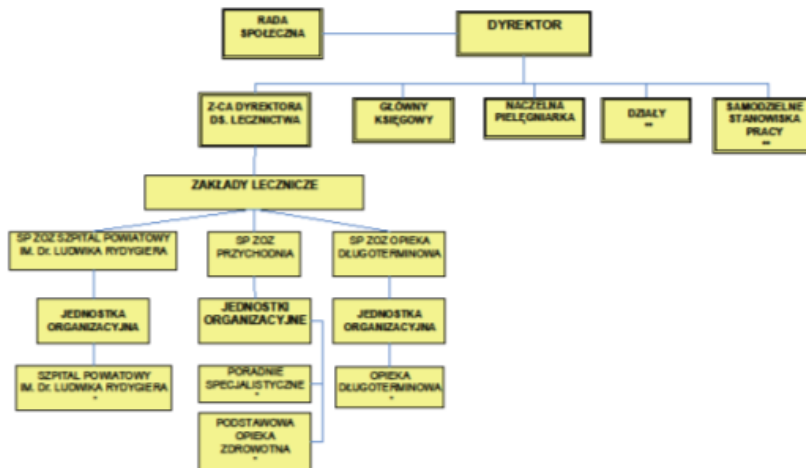 RADA
SPOŁECZNA
DYREKTOR
Z-CA DYREKTORA
DS. LECZNICTWA
GŁÓWNY
KSIĘGOWY
NACZELNA
PIELĘGNIARKA
DZIAŁY
**
SAMODZIELNE
STANOWISKA
PRACY
**
ZAKŁADY LECZNICZE
SP ZOZ SZPITAL POWIATOWY
IM. Dr. LUDWIKA RYDYGIERA
SP ZOZ
PRZYCHODNIA
SP ZOZ OPIEKA
DŁUGOTERMINOWA
JEDNOSTKA
ORGANIZACYJNA
JEDNOSTKI
ORGANIZACYJNE
JEDNOSTKA
ORGANIZACYJNA
SZPITAL POWIATOWY
IM. Dr. LUDWIKA RYDYGIERA
*
PORADNIE
SPECJALISTYCZNE
*
OPIEKA
DŁUGOTERMINOWA
*
PODSTAWOWA
OPIEKA
ZDROWOTNA
*